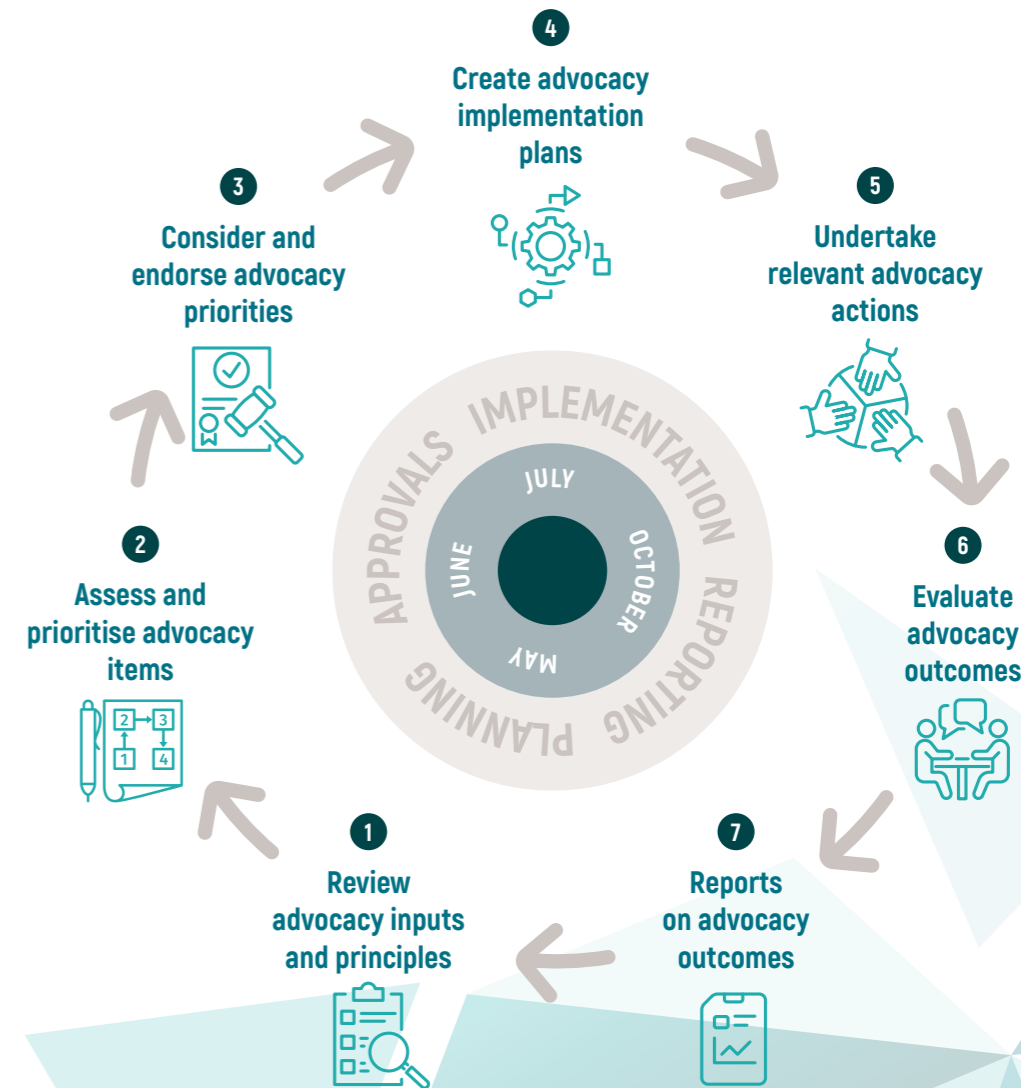 4
Create advocacy
implementation
plans
3
Consider and
endorse advocacy
priorities
5
Undertake
relevant advocacy
actions
2
Assess and
prioritise advocacy
items
2 3
1 4
6
Evaluate
advocacy
outcomes
1
Review
advocacy inputs
and principles
7
Reports
on advocacy
outcomes
PLANNING
APPROVALS
IMPLEMENTATION
REPORTING
MAY
JUNE
JULY
OCTOBER